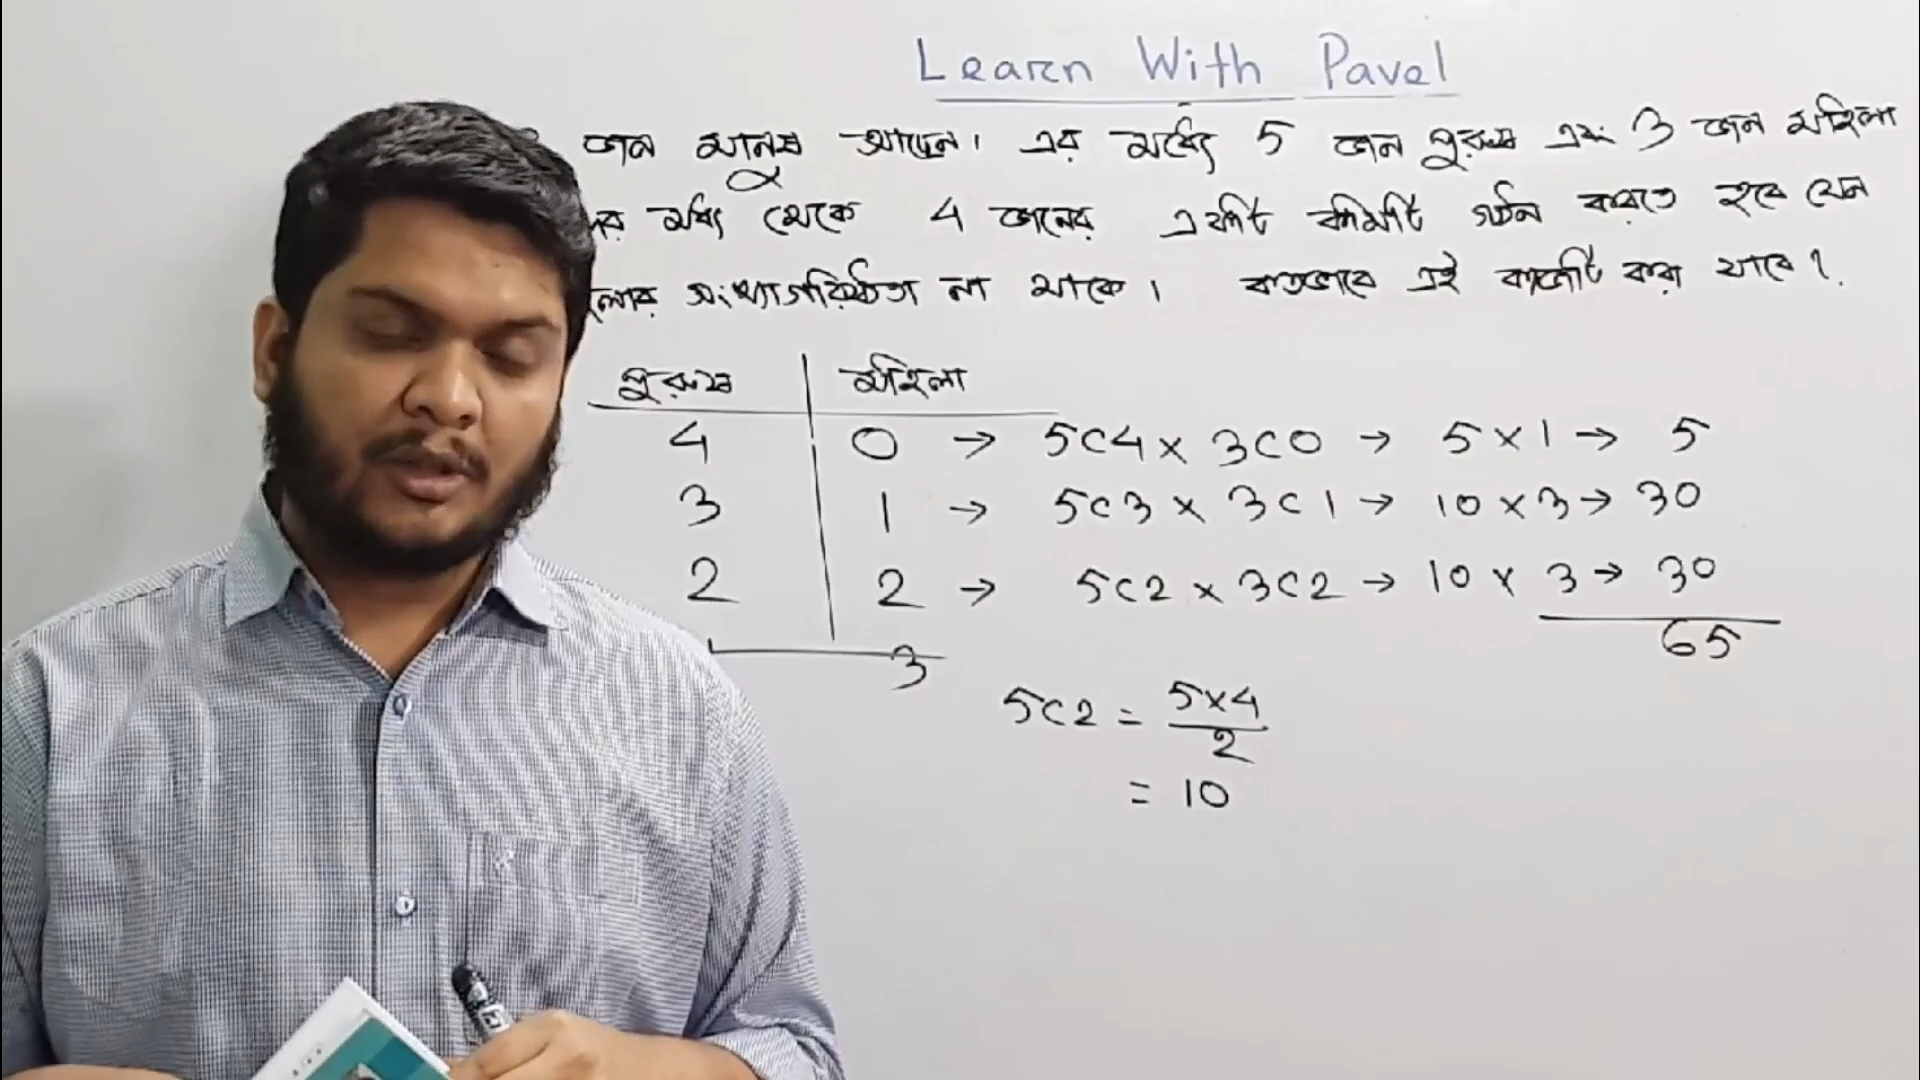 Learn With Pavel
জন মানুষ আছেন। এর মধ্যে 5 জন পুরুষ এবং 3 জন মহিলা
মধ্য থেকে 4 জনের একটি কমিটি গঠন করতে হবে যেন
সংখ্যাগরিষ্ঠতা না থাকে। কতভাবে এই কাজটি করা যাবে?
পুরুষ মহিলা
4 0 → 5C4 × 3C0 → 5 × 1 → 5
3 1 → 5C3 × 3C1 → 10 × 3 → 30
2 2 → 5C2 × 3C2 → 10 × 3 → 30
65
3
5C2 = 5×4
2
= 10